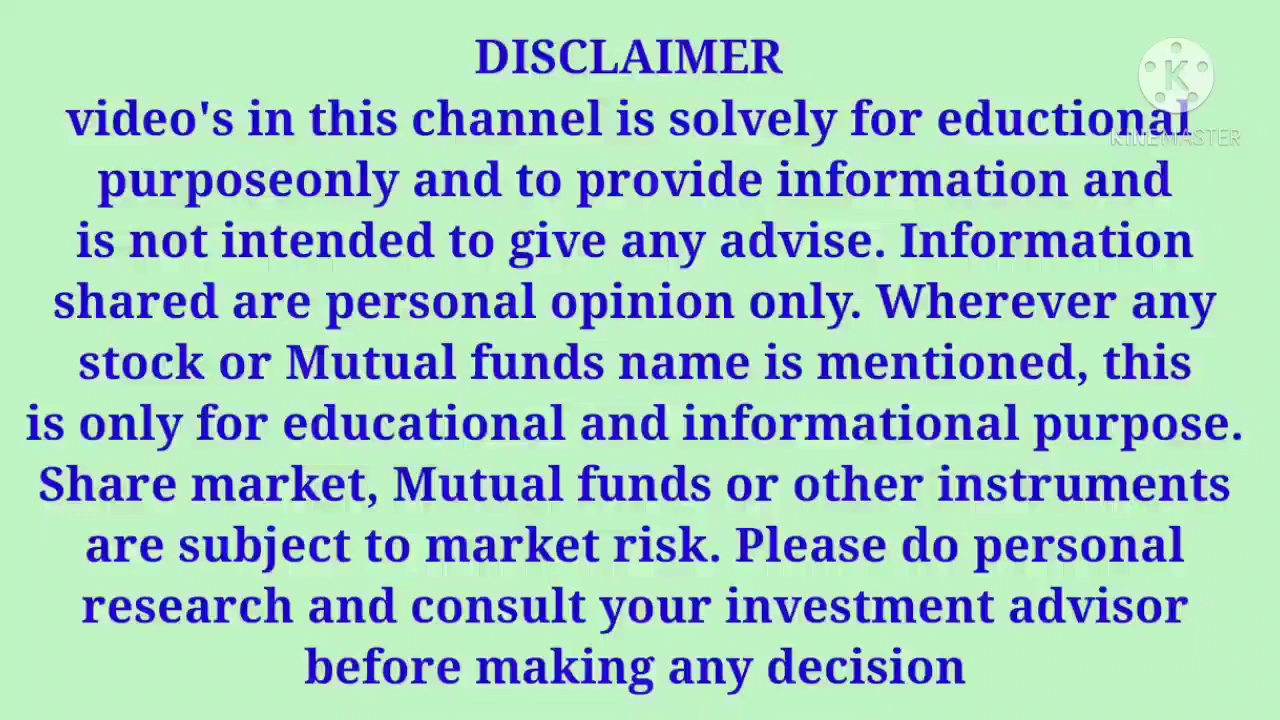 DISCLAIMER
video's in this channel is solvely for eductional
purposeonly and to provide information and
is not intended to give any advise. Information
shared are personal opinion only. Wherever any
stock or Mutual funds name is mentioned, this
is only for educational and informational purpose.
Share market, Mutual funds or other instruments
are subject to market risk. Please do personal
research and consult your investment advisor
before making any decision
K
KINEMASTER